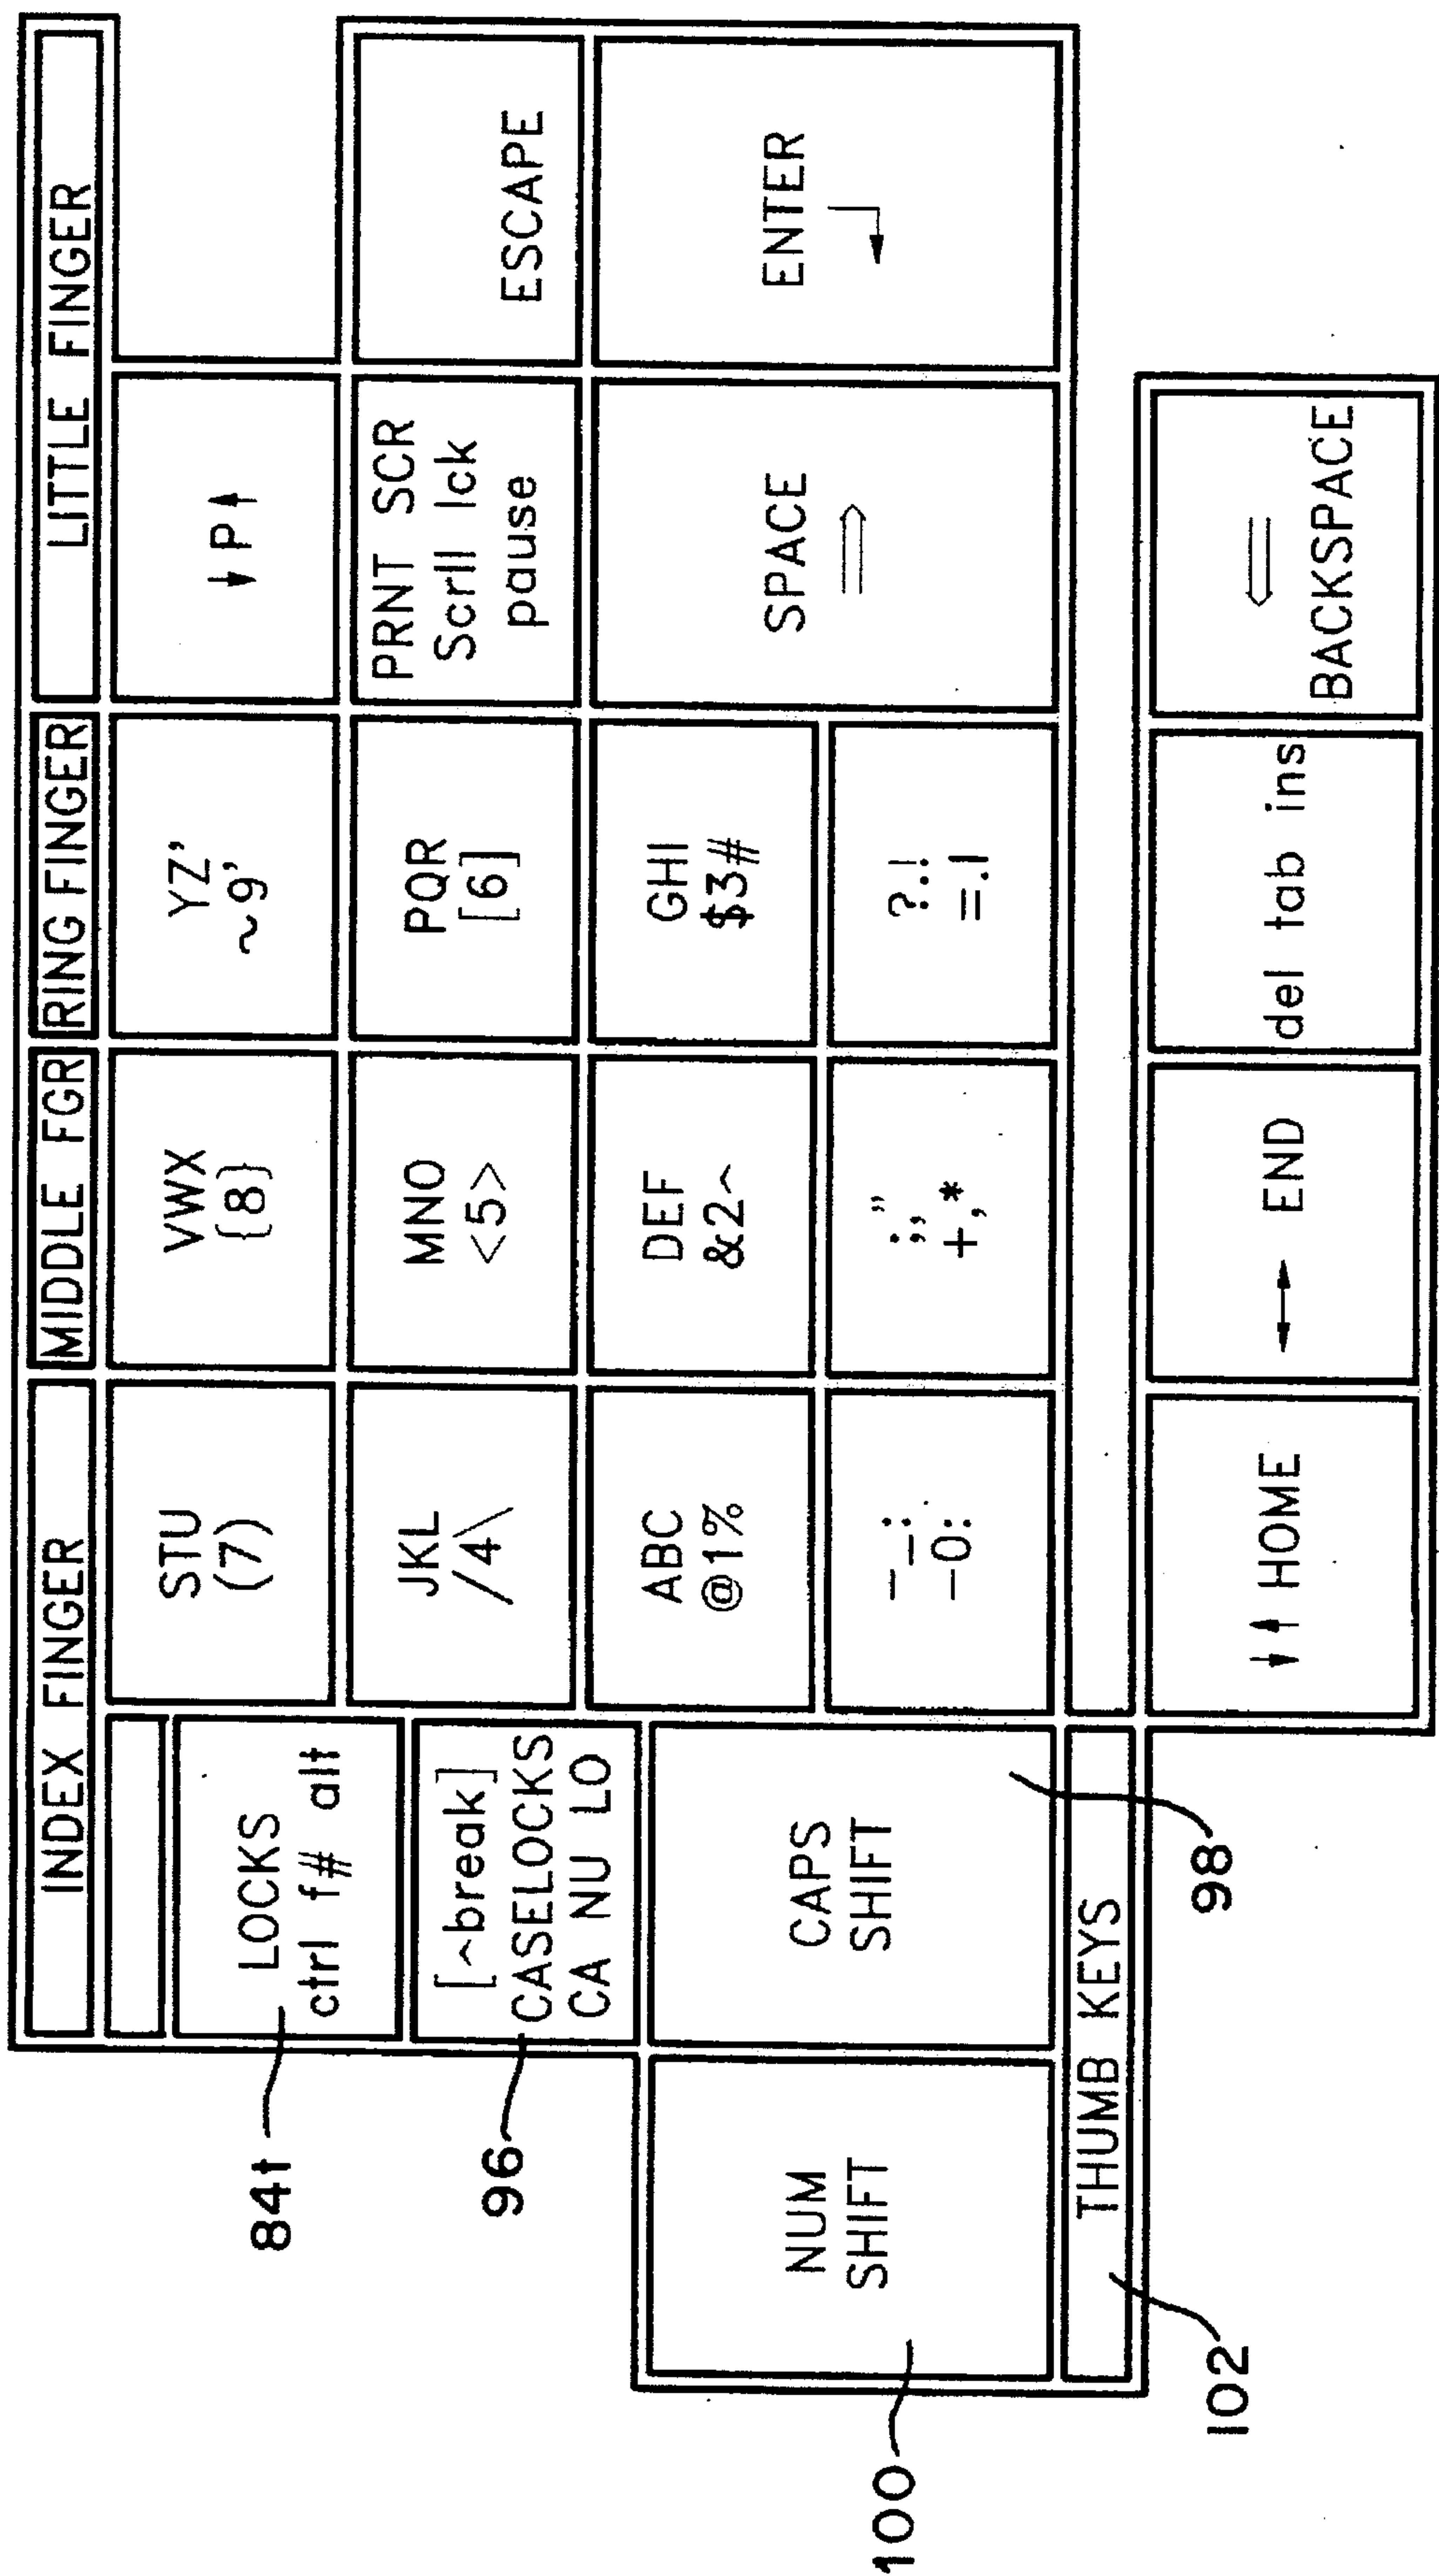 INDEX FINGER
MIDDLE FGR
RING FINGER
LITTLE FINGER
LOCKS
ctrl f# alt
84t
STU
(7)
VWX
{8}
YZ'
~9'
↓P↑
[^break]
CASELOCKS
CA NU LO
96
JKL
/4\
MNO
<5>
PQR
[6]
PRNT SCR
Scrll lck
pause
ESCAPE
NUM
SHIFT
100
CAPS
SHIFT
98
ABC
@1%
DEF
&2^
GHI
$3#
SPACE
⇒
ENTER
↵
-0:
;,"
+,*
?.!
THUMB KEYS
102
↓↑ HOME
←→ END
del tab ins
⇐
BACKSPACE